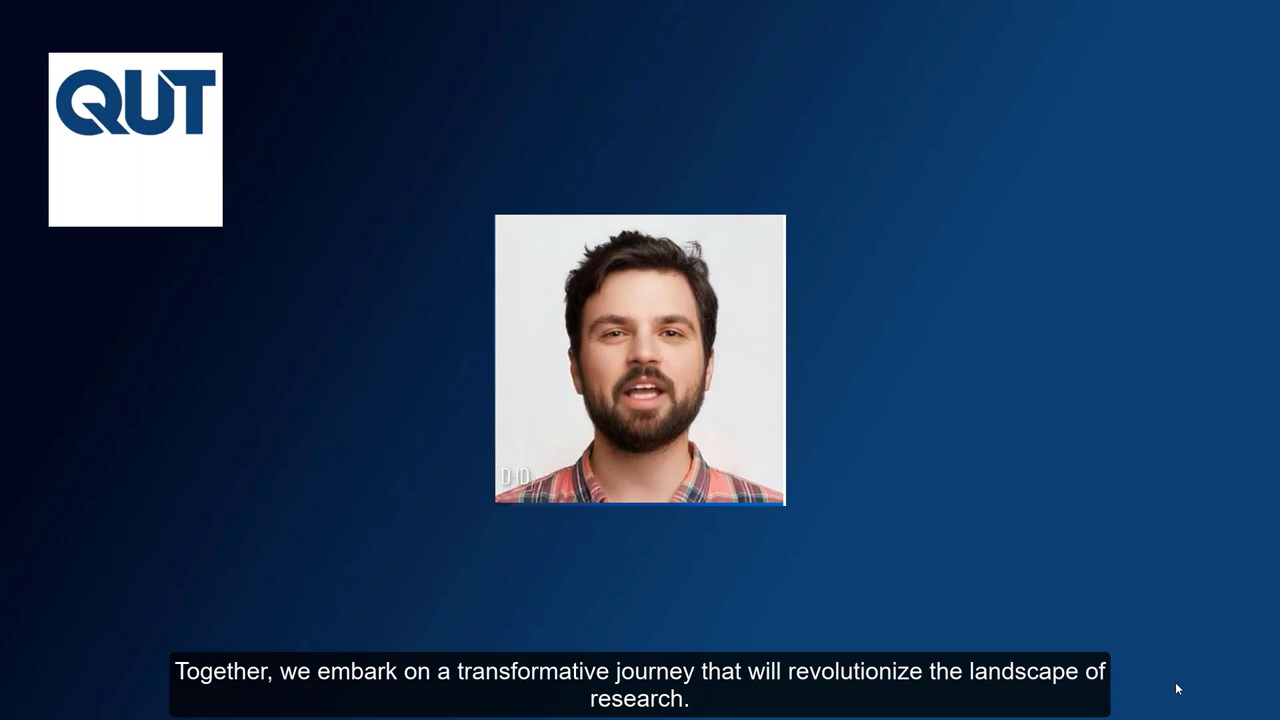 QUT
D-ID
Together, we embark on a transformative journey that will revolutionize the landscape of
research.